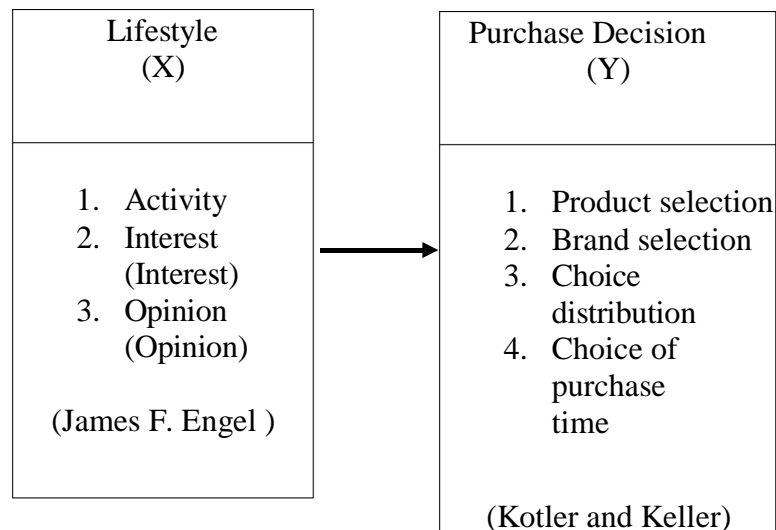 Lifestyle
(X)
1. Activity
2. Interest
(Interest)
3. Opinion
(Opinion)
(James F. Engel )
Purchase Decision
(Y)
1. Product selection
2. Brand selection
3. Choice
distribution
4. Choice of
purchase
time
(Kotler and Keller)